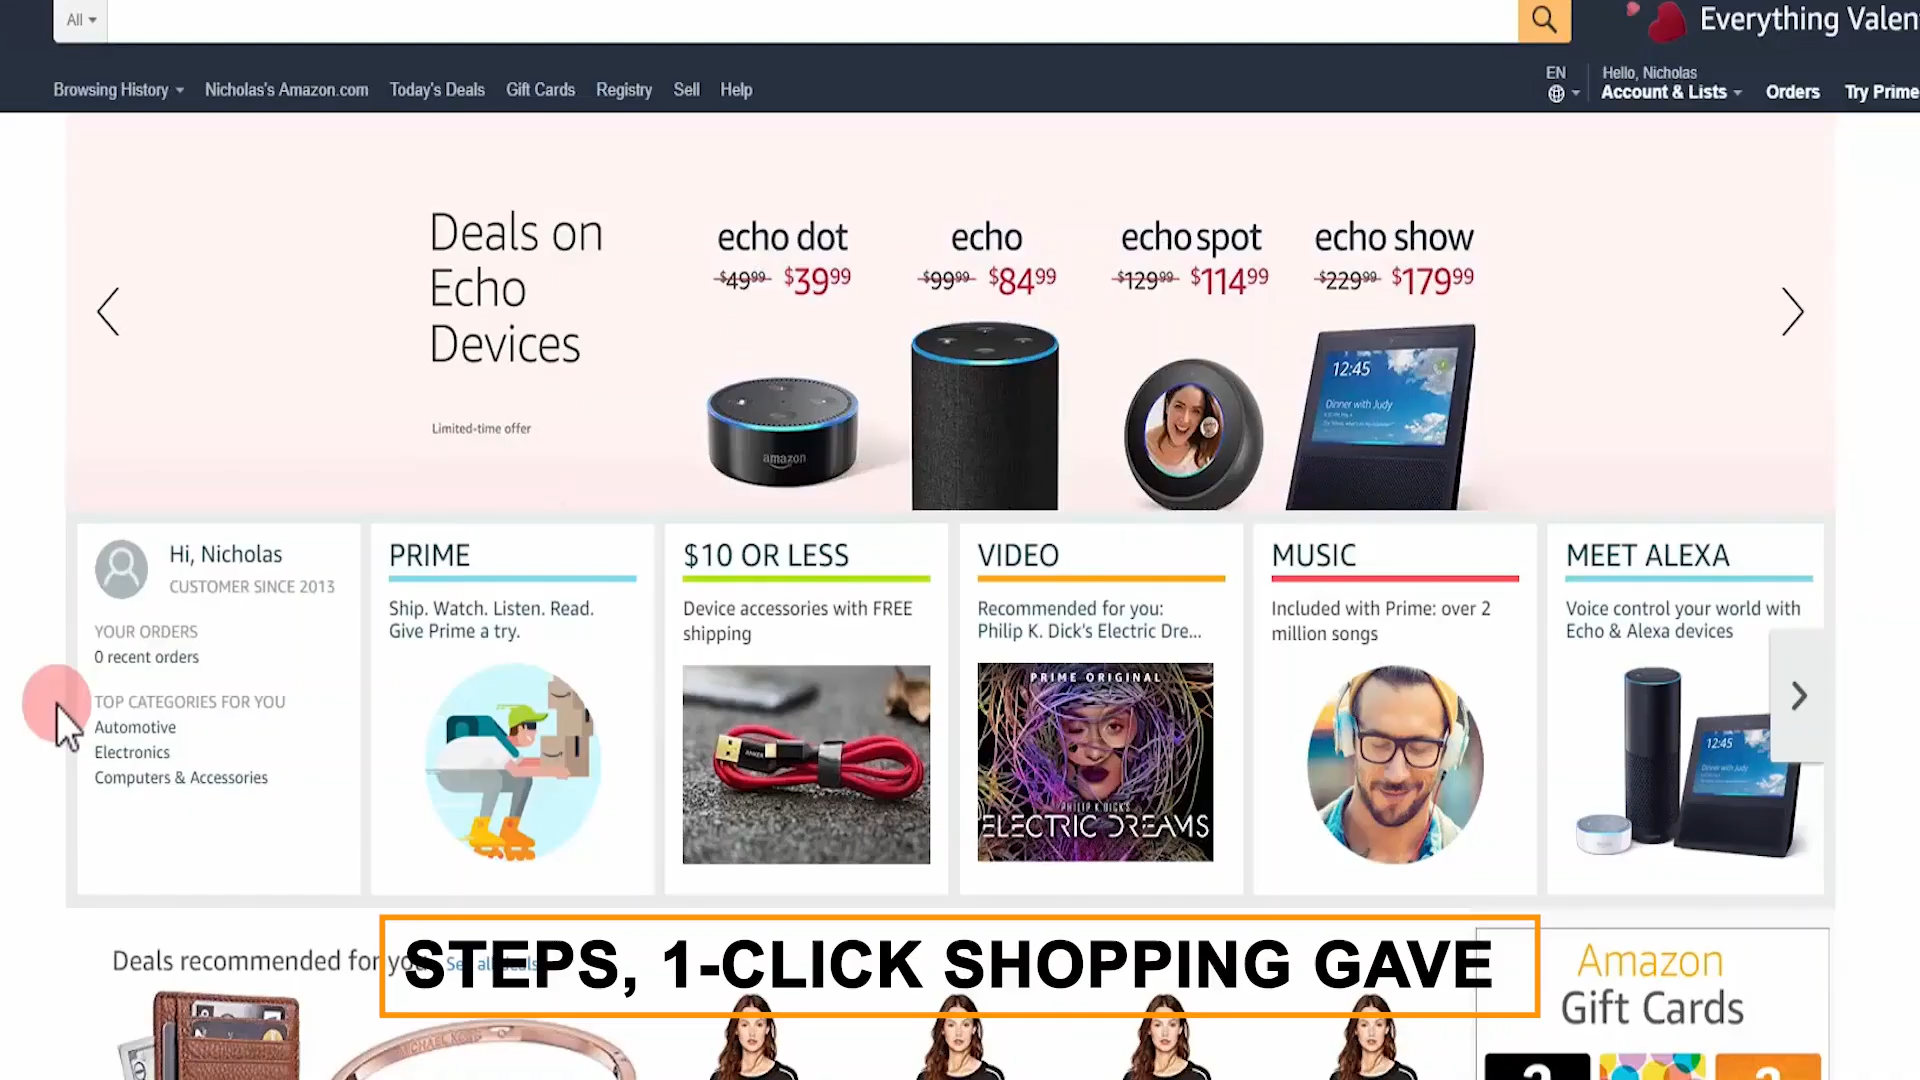 All
Everything Valen
Browsing History
Nicholas's Amazon.com
Today's Deals
Gift Cards
Registry
Sell
Help
EN
Hello, Nicholas
Account & Lists
Orders
Try Prime
Deals on
Echo
Devices
Limited-time offer
echo dot
$49.99 $39.99
echo
$99.99 $84.99
echo spot
$129.99 $114.99
echo show
$229.99 $179.99
amazon
12:45
Dinner with Judy
Hi, Nicholas
CUSTOMER SINCE 2013
YOUR ORDERS
0 recent orders
TOP CATEGORIES FOR YOU
Automotive
Electronics
Computers & Accessories
PRIME
Ship. Watch. Listen. Read.
Give Prime a try.
$10 OR LESS
Device accessories with FREE
shipping
ANKER
VIDEO
Recommended for you:
Philip K. Dick's Electric Dre...
PRIME ORIGINAL
PHILIP K DICK'S
ELECTRIC DREAMS
MUSIC
Included with Prime: over 2
million songs
MEET ALEXA
Voice control your world with
Echo & Alexa devices
12:45
Deals recommended for you
See all deals
STEPS, 1-CLICK SHOPPING GAVE
Amazon
Gift Cards